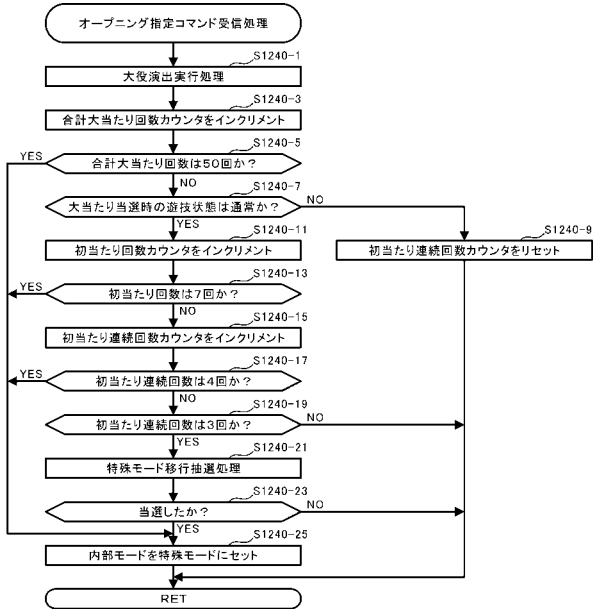 オープニング指定コマンド受信処理
S1240-1
大役演出実行処理
S1240-3
合計大当たり回数カウンタをインクリメント
S1240-5
YES
合計大当たり回数は50回か?
NO
S1240-7
大当たり当選時の遊技状態は通常か?
NO
YES
S1240-11
S1240-9
初当たり回数カウンタをインクリメント
初当たり連続回数カウンタをリセット
S1240-13
YES
初当たり回数は7回か?
NO
S1240-15
初当たり連続回数カウンタをインクリメント
S1240-17
YES
初当たり連続回数は4回か?
NO
S1240-19
初当たり連続回数は3回か?
NO
YES
S1240-21
特殊モード移行抽選処理
S1240-23
当選したか?
NO
YES
S1240-25
内部モードを特殊モードにセット
RET